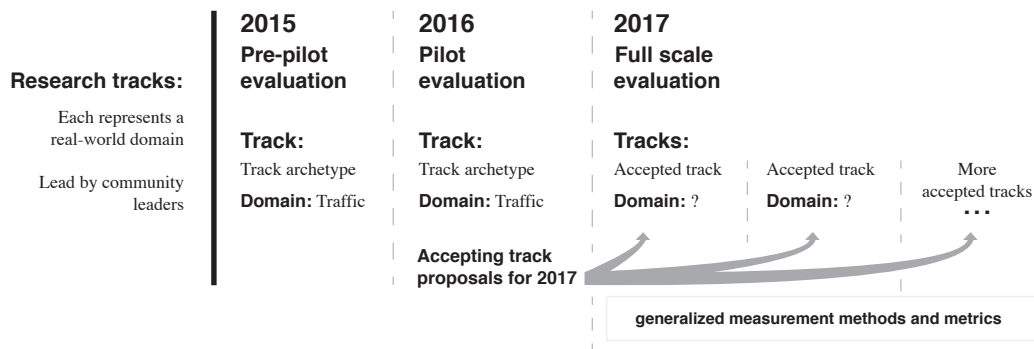 Research tracks:
Each represents a
real-world domain
Lead by community
leaders
2015
Pre-pilot
evaluation
Track:
Track archetype
Domain: Traffic
2016
Pilot
evaluation
Track:
Track archetype
Domain: Traffic
Accepting track
proposals for 2017
2017
Full scale
evaluation
Tracks:
Accepted track
Domain: ?
Accepted track
Domain: ?
More
accepted tracks
...
generalized measurement methods and metrics